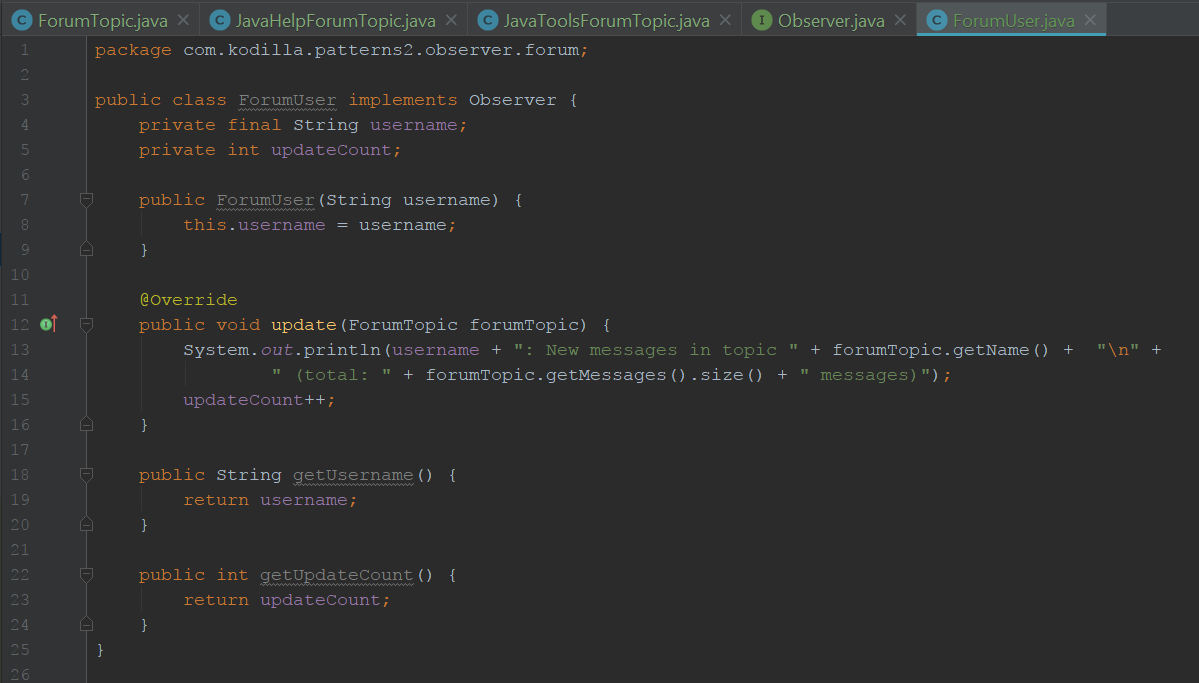 ForumTopic.java JavaHelpForumTopic.java JavaToolsForumTopic.java Observer.java ForumUser.java
1 package com.kodilla.patterns2.observer.forum;
2
3 public class ForumUser implements Observer {
4     private final String username;
5     private int updateCount;
6
7     public ForumUser(String username) {
8         this.username = username;
9     }
10
11     @Override
12     public void update(ForumTopic forumTopic) {
13         System.out.println(username + ": New messages in topic " + forumTopic.getName() +  "\n" +
14                 " (total: " + forumTopic.getMessages().size() + " messages)");
15         updateCount++;
16     }
17
18     public String getUsername() {
19         return username;
20     }
21
22     public int getUpdateCount() {
23         return updateCount;
24     }
25 }
26